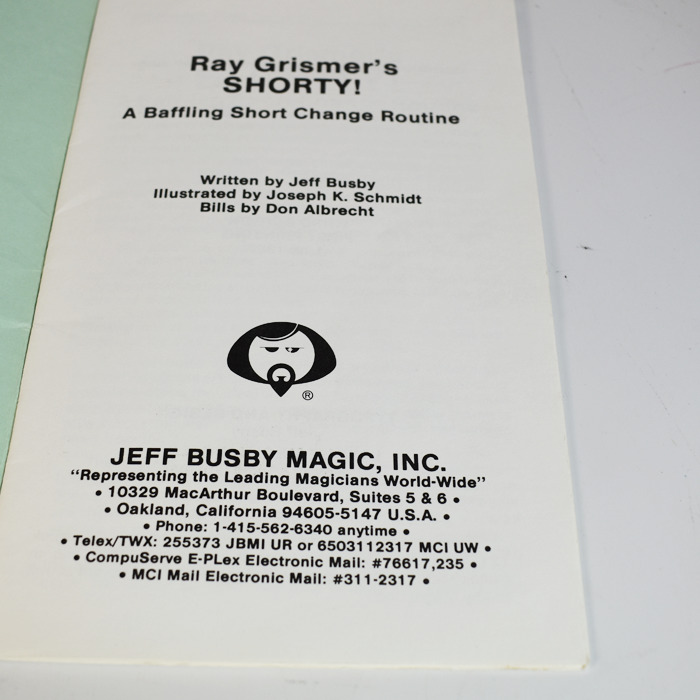 Ray Grismer's
SHORTY!
A Baffling Short Change Routine
Written by Jeff Busby
Illustrated by Joseph K. Schmidt
Bills by Don Albrecht
®
JEFF BUSBY MAGIC, INC.
"Representing the Leading Magicians World-Wide"
• 10329 MacArthur Boulevard, Suites 5 & 6 •
• Oakland, California 94605-5147 U.S.A. •
• Phone: 1-415-562-6340 anytime •
• Telex/TWX: 255373 JBMI UR or 6503112317 MCI UW •
• CompuServe E-PLex Electronic Mail: #76617,235 •
• MCI Mail Electronic Mail: #311-2317 •